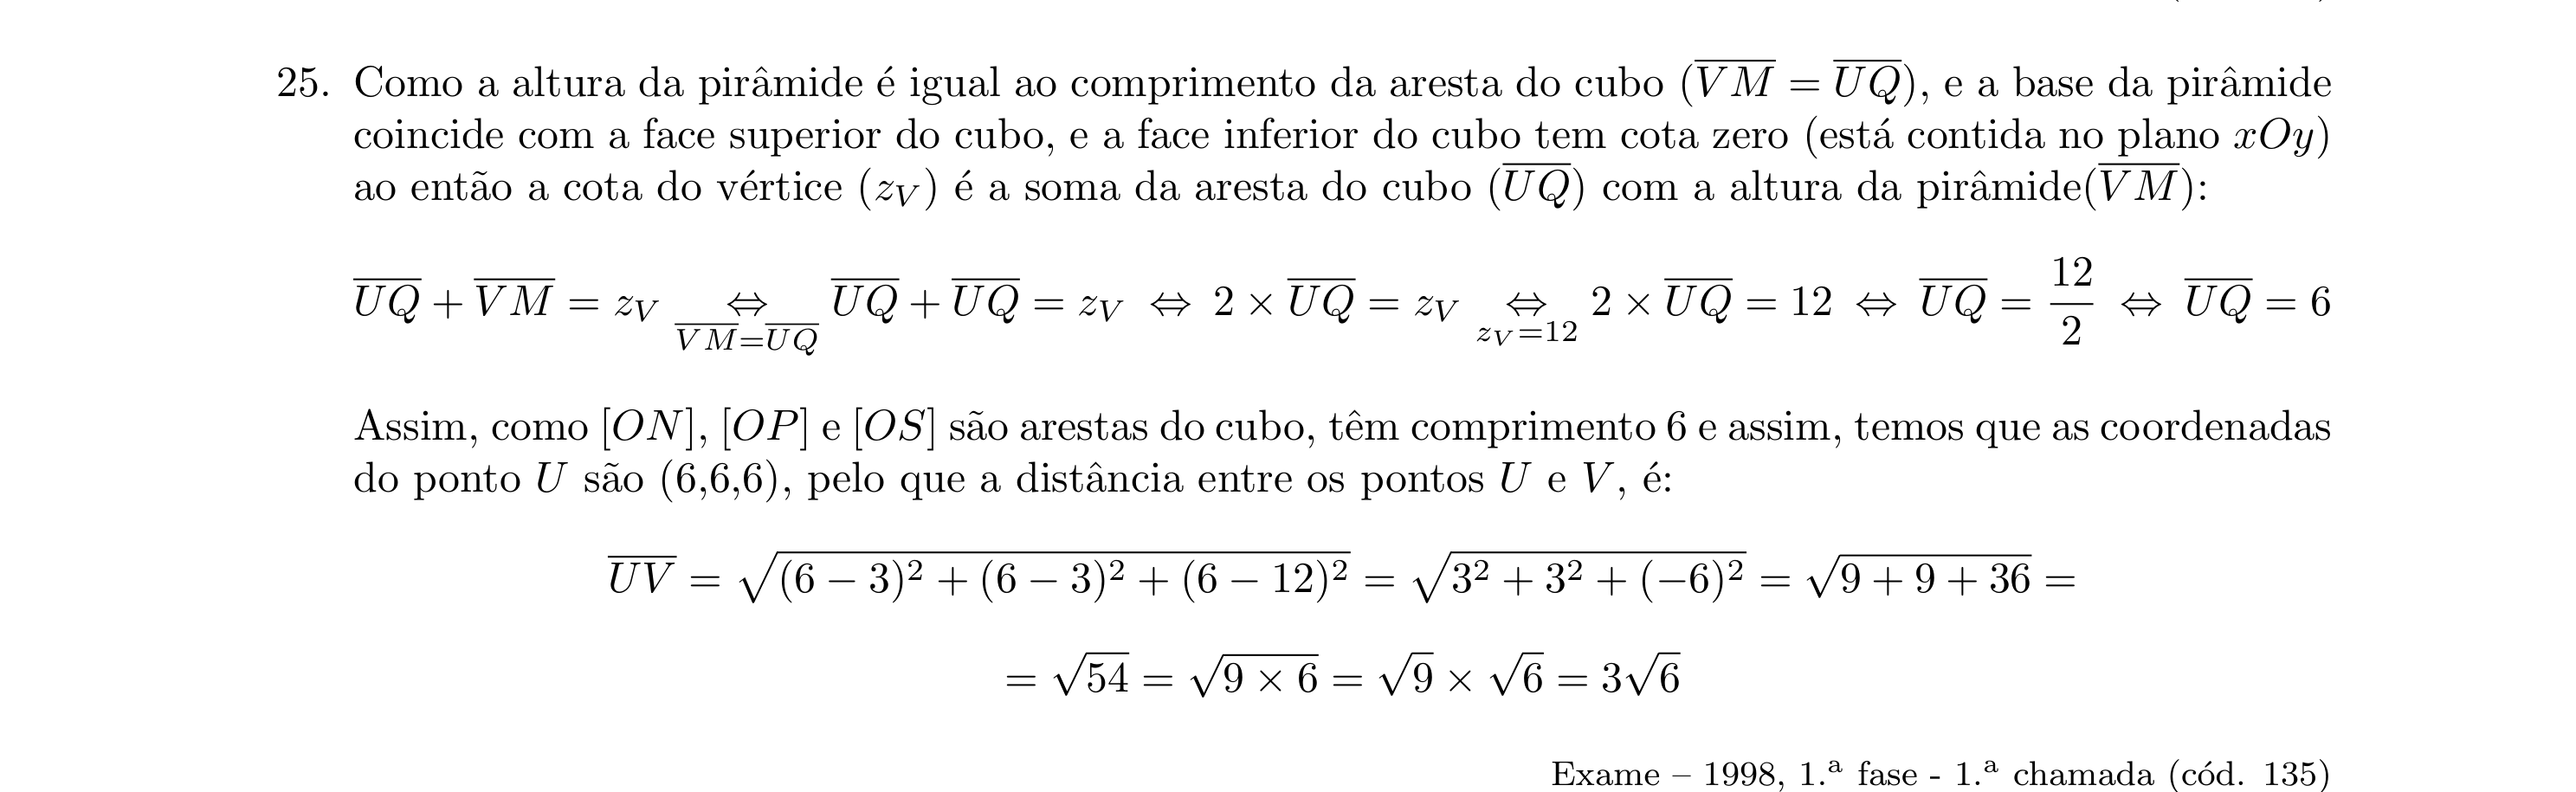 25. Como a altura da pirâmide é igual ao comprimento da aresta do cubo ($\overline{VM} = \overline{UQ}$), e a base da pirâmide
coincide com a face superior do cubo, e a face inferior do cubo tem cota zero (está contida no plano $xOy$)
ao então a cota do vértice ($z_V$) é a soma da aresta do cubo ($\overline{UQ}$) com a altura da pirâmide($\overline{VM}$):
$\overline{UQ} + \overline{VM} = z_V \underset{\overline{VM}=\overline{UQ}}{\Leftrightarrow} \overline{UQ} + \overline{UQ} = z_V \Leftrightarrow 2 \times \overline{UQ} = z_V \underset{z_V=12}{\Leftrightarrow} 2 \times \overline{UQ} = 12 \Leftrightarrow \overline{UQ} = \frac{12}{2} \Leftrightarrow \overline{UQ} = 6$
Assim, como $[ON]$, $[OP]$ e $[OS]$ são arestas do cubo, têm comprimento 6 e assim, temos que as coordenadas
do ponto $U$ são (6,6,6), pelo que a distância entre os pontos $U$ e $V$, é:
$\overline{UV} = \sqrt{(6-3)^2 + (6-3)^2 + (6-12)^2} = \sqrt{3^2 + 3^2 + (-6)^2} = \sqrt{9 + 9 + 36} =$
$= \sqrt{54} = \sqrt{9 \times 6} = \sqrt{9} \times \sqrt{6} = 3\sqrt{6}$
Exame – 1998, 1.ª fase - 1.ª chamada (cód. 135)